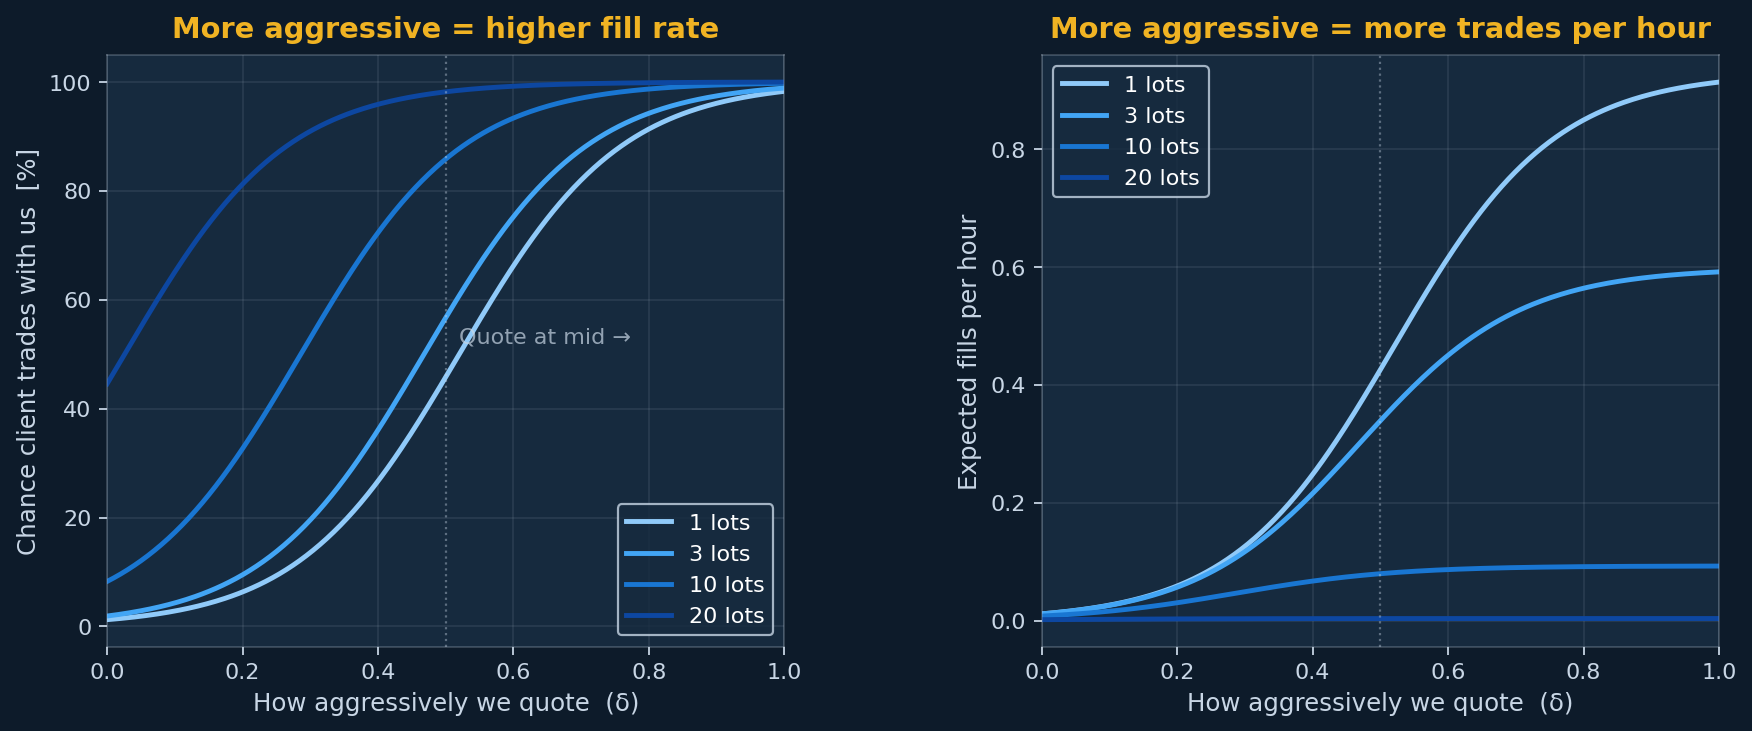 More aggressive = higher fill rate
Chance client trades with us [%]
100
80
60
40
20
0
Quote at mid →
1 lots
3 lots
10 lots
20 lots
0.0 0.2 0.4 0.6 0.8 1.0
How aggressively we quote (δ)
More aggressive = more trades per hour
Expected fills per hour
1 lots
3 lots
10 lots
20 lots
0.8
0.6
0.4
0.2
0.0
0.0 0.2 0.4 0.6 0.8 1.0
How aggressively we quote (δ)